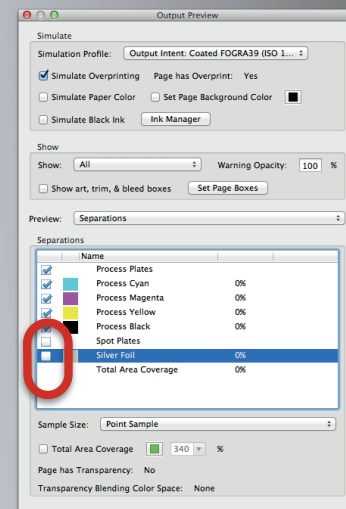 Output Preview
Simulate
Simulation Profile: Output Intent: Coated FOGRA39 (ISO 1...
Simulate Overprinting Page has Overprint: Yes
Simulate Paper Color Set Page Background Color
Simulate Black Ink Ink Manager
Show
Show: All Warning Opacity: 100 %
Show art, trim, & bleed boxes Set Page Boxes
Preview: Separations
Separations
Name
Process Plates
Process Cyan 0%
Process Magenta 0%
Process Yellow 0%
Process Black 0%
Spot Plates
Silver Foil 0%
Total Area Coverage 0%
Sample Size: Point Sample
Total Area Coverage 340 %
Page has Transparency: No
Transparency Blending Color Space: None